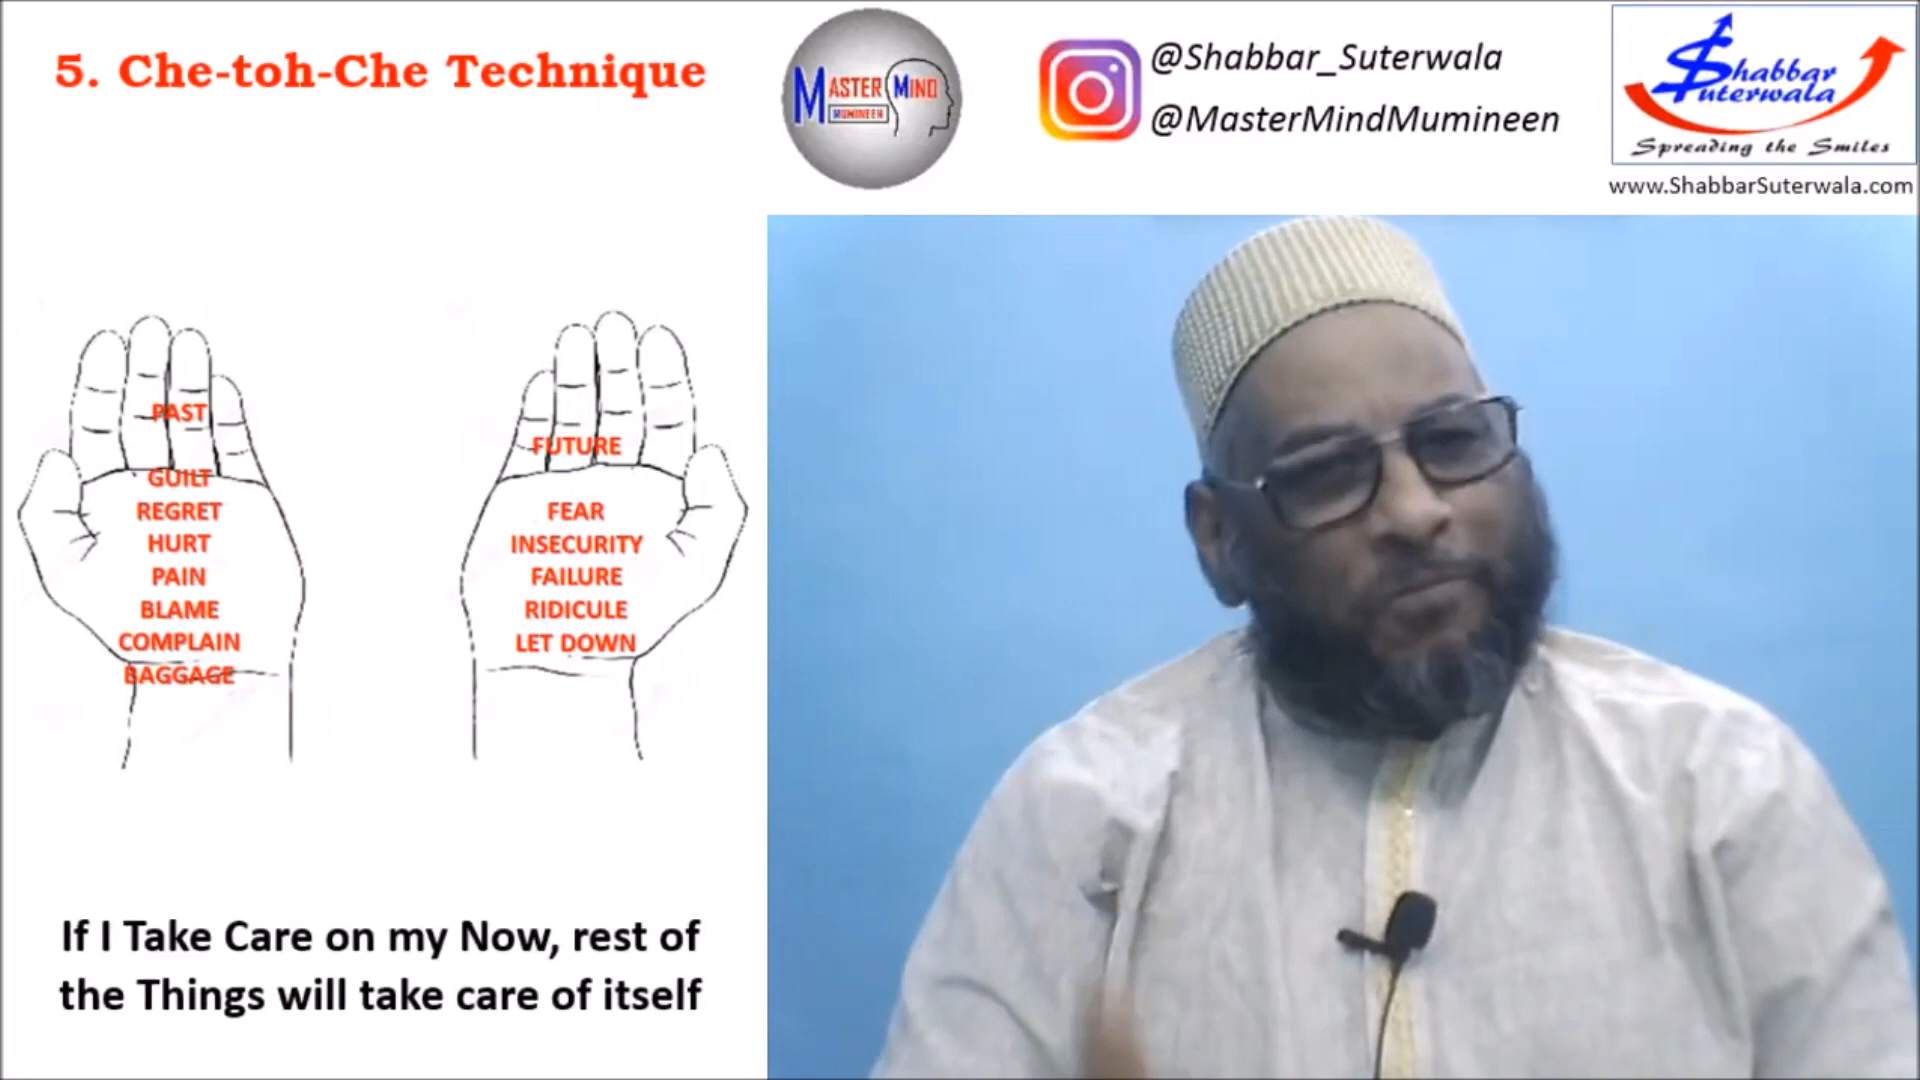 5. Che-toh-Che Technique
MASTER MIND
MUMINEEN
@Shabbar_Suterwala
@MasterMindMumineen
Shabbar
Suterwala
Spreading the Smiles
www.ShabbarSuterwala.com
PAST
GUILT
REGRET
HURT
PAIN
BLAME
COMPLAIN
BAGGAGE
FUTURE
FEAR
INSECURITY
FAILURE
RIDICULE
LET DOWN
If I Take Care on my Now, rest of
the Things will take care of itself